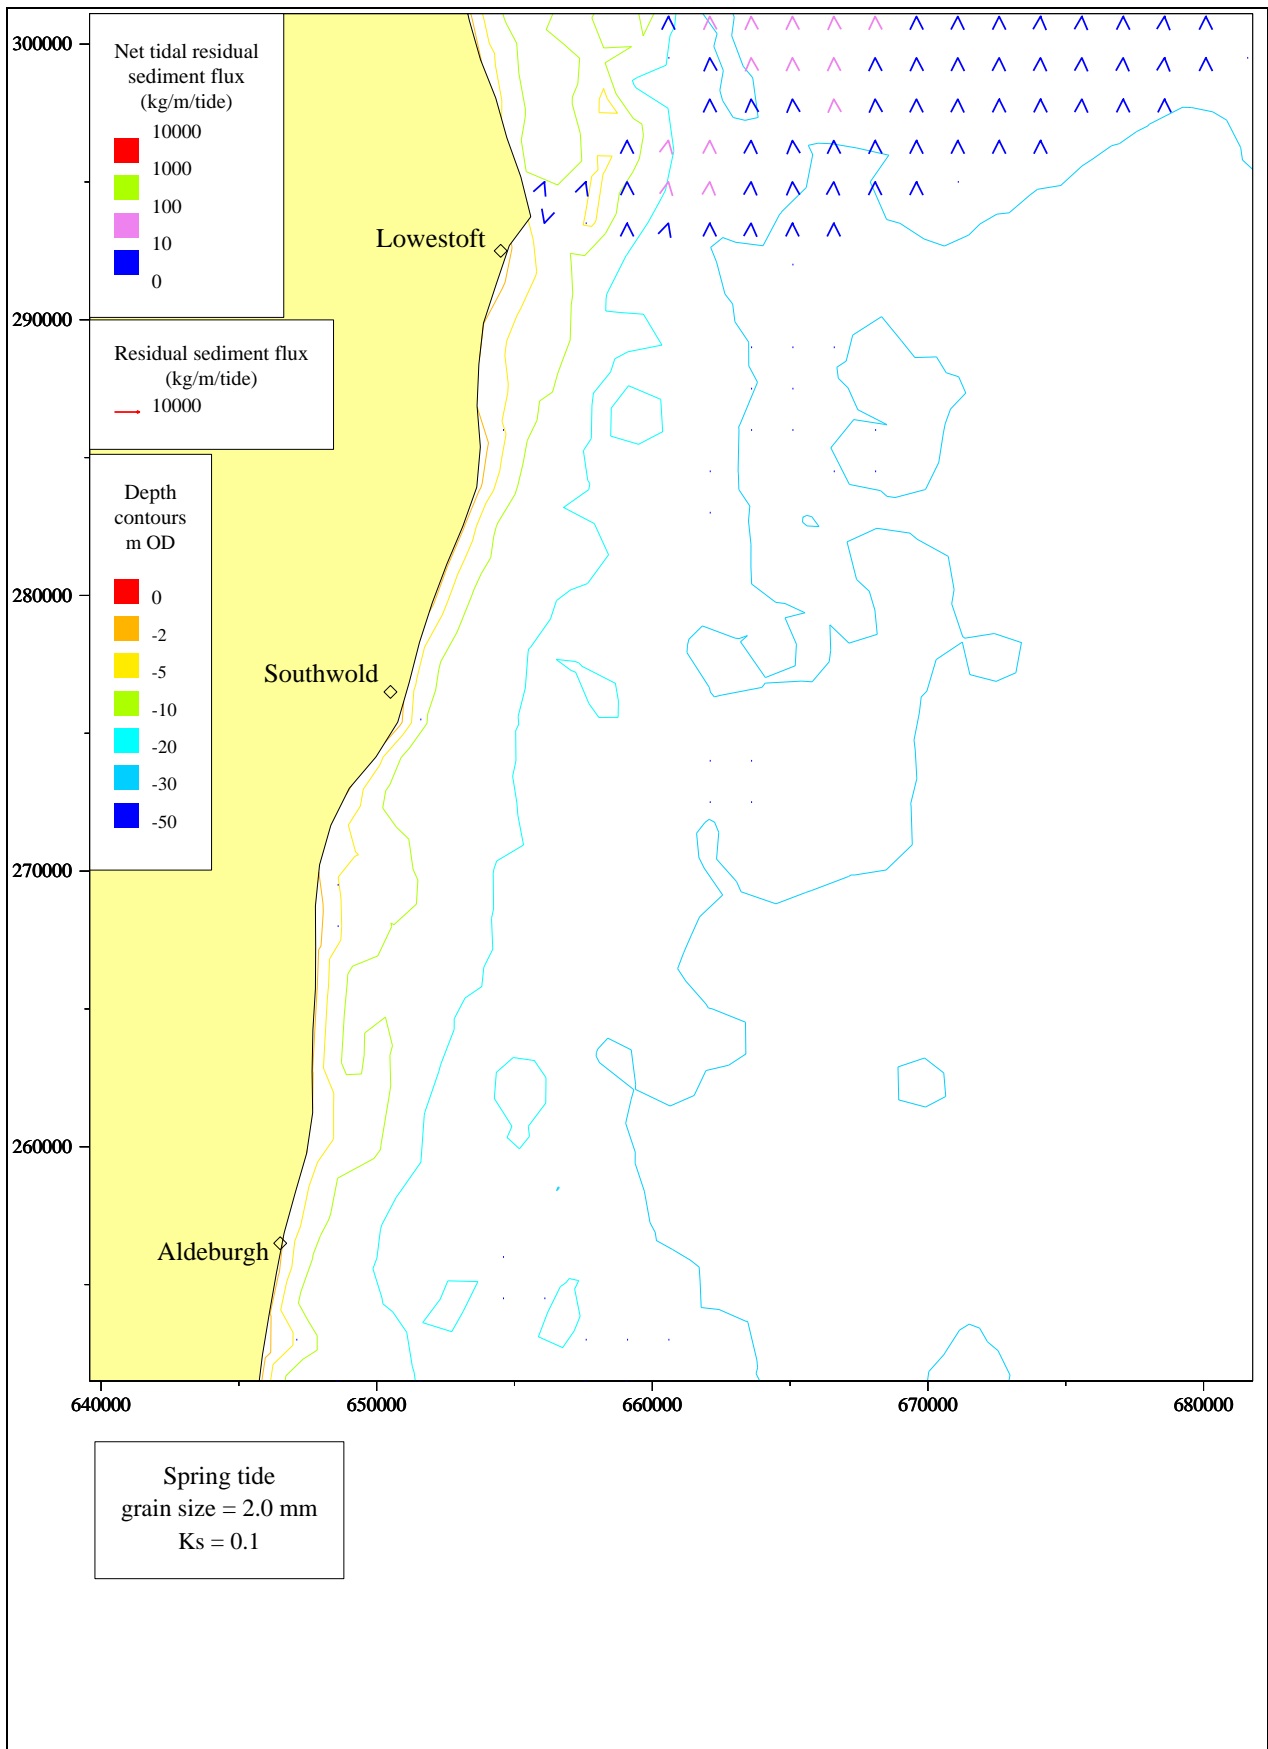 300000
290000
280000
270000
260000
Net tidal residual
sediment flux
(kg/m/tide)
10000
1000
100
10
0
Residual sediment flux
(kg/m/tide)
10000
Depth
contours
m OD
0
-2
-5
-10
-20
-30
-50
Lowestoft
Southwold
Aldeburgh
640000 650000 660000 670000 680000
Spring tide
grain size = 2.0 mm
Ks = 0.1